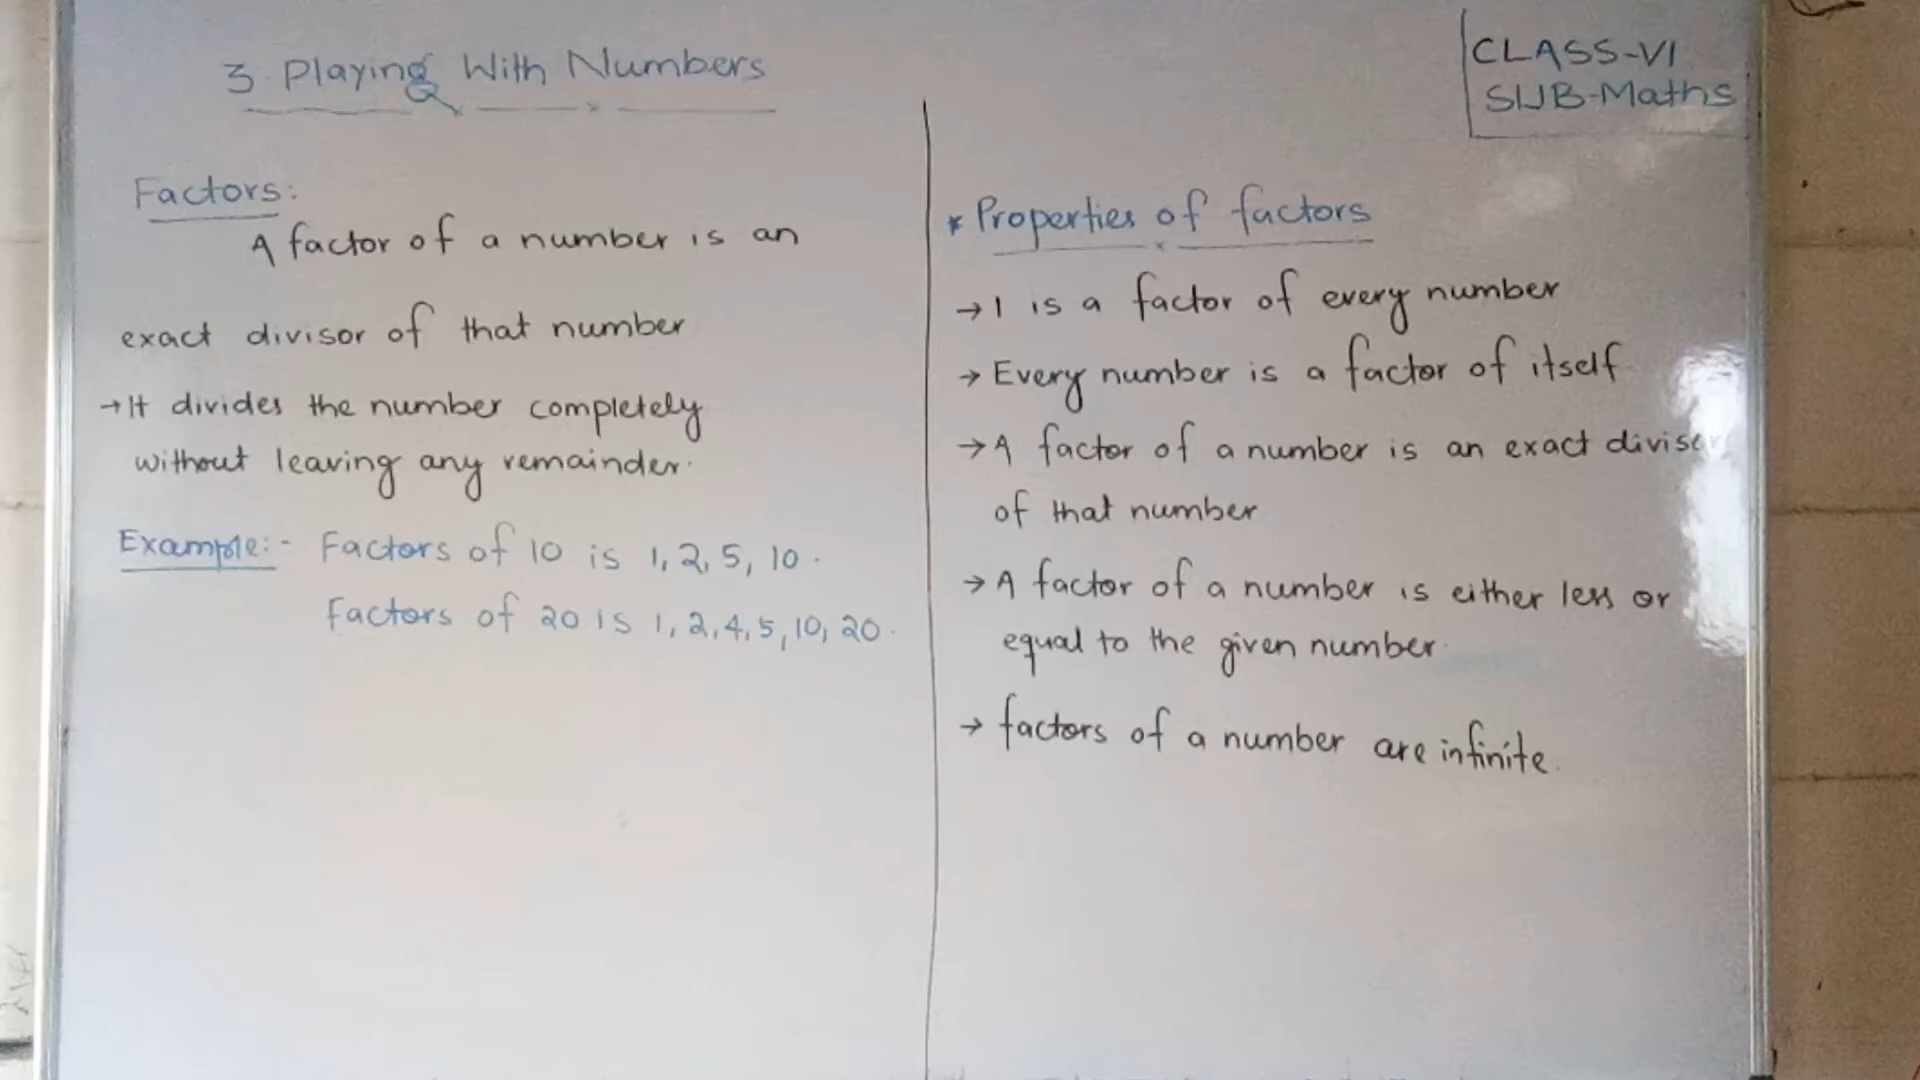 3 Playing With Numbers
CLASS-VI
SUB-Maths
Factors:
A factor of a number is an
exact divisor of that number
→It divides the number completely
without leaving any remainder.
Example:- Factors of 10 is 1, 2, 5, 10.
Factors of 20 is 1, 2, 4, 5, 10, 20.
* Properties of factors
→ 1 is a factor of every number
→ Every number is a factor of itself
→ A factor of a number is an exact divisor
of that number
→ A factor of a number is either less or
equal to the given number.
→ factors of a number are infinite.